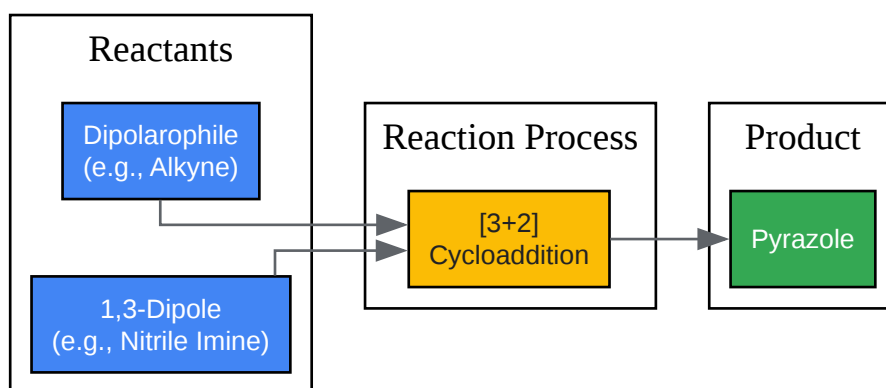 Reactants
Dipolarophile
(e.g., Alkyne)
1,3-Dipole
(e.g., Nitrile Imine)
Reaction Process
[3+2]
Cycloaddition
Product
Pyrazole